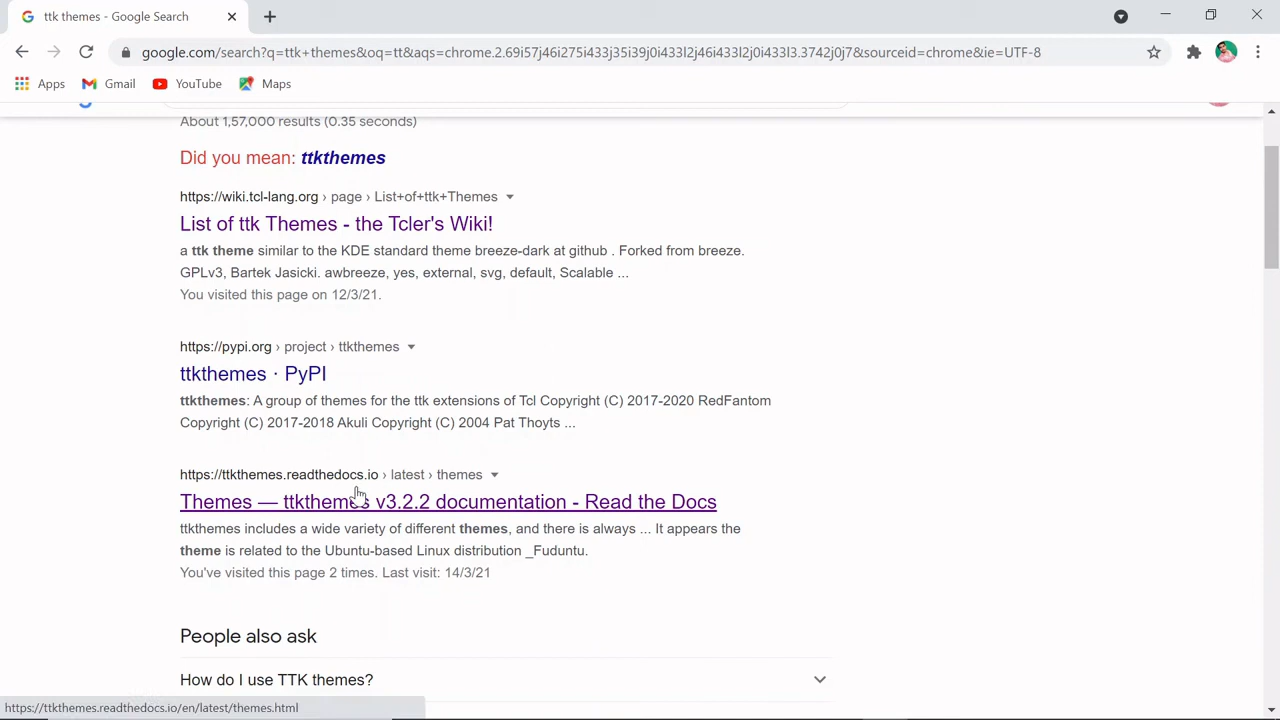 ttk themes - Google Search
google.com/search?q=ttk+themes&oq=tt&aqs=chrome.2.69i57j46i275i433j35i39j0i433l2j46i433l2j0i433l3.3742j0j7&sourceid=chrome&ie=UTF-8
Apps Gmail YouTube Maps
About 1,57,000 results (0.35 seconds)
Did you mean: ttkthemes
https://wiki.tcl-lang.org › page › List+of+ttk+Themes
List of ttk Themes - the Tcler's Wiki!
a ttk theme similar to the KDE standard theme breeze-dark at github . Forked from breeze.
GPLv3, Bartek Jasicki. awbreeze, yes, external, svg, default, Scalable ...
You visited this page on 12/3/21.
https://pypi.org › project › ttkthemes
ttkthemes · PyPI
ttkthemes: A group of themes for the ttk extensions of Tcl Copyright (C) 2017-2020 RedFantom
Copyright (C) 2017-2018 Akuli Copyright (C) 2004 Pat Thoyts ...
https://ttkthemes.readthedocs.io › latest › themes
Themes — ttkthemes v3.2.2 documentation - Read the Docs
ttkthemes includes a wide variety of different themes, and there is always ... It appears the
theme is related to the Ubuntu-based Linux distribution _Fuduntu.
You've visited this page 2 times. Last visit: 14/3/21
People also ask
How do I use TTK themes?
https://ttkthemes.readthedocs.io/en/latest/themes.html